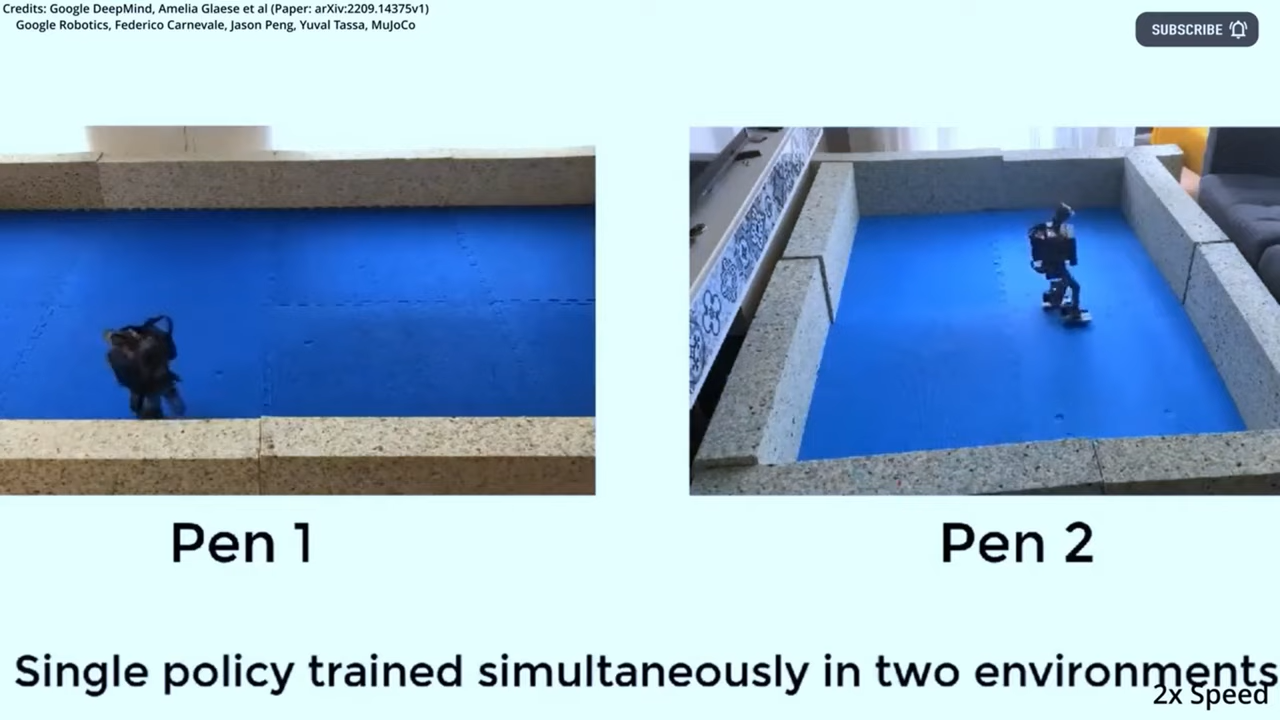 Credits: Google DeepMind, Amelia Glaese et al (Paper: arXiv:2209.14375v1)
Google Robotics, Federico Carnevale, Jason Peng, Yuval Tassa, MuJoCo
SUBSCRIBE
Pen 1
Pen 2
Single policy trained simultaneously in two environments
2x Speed